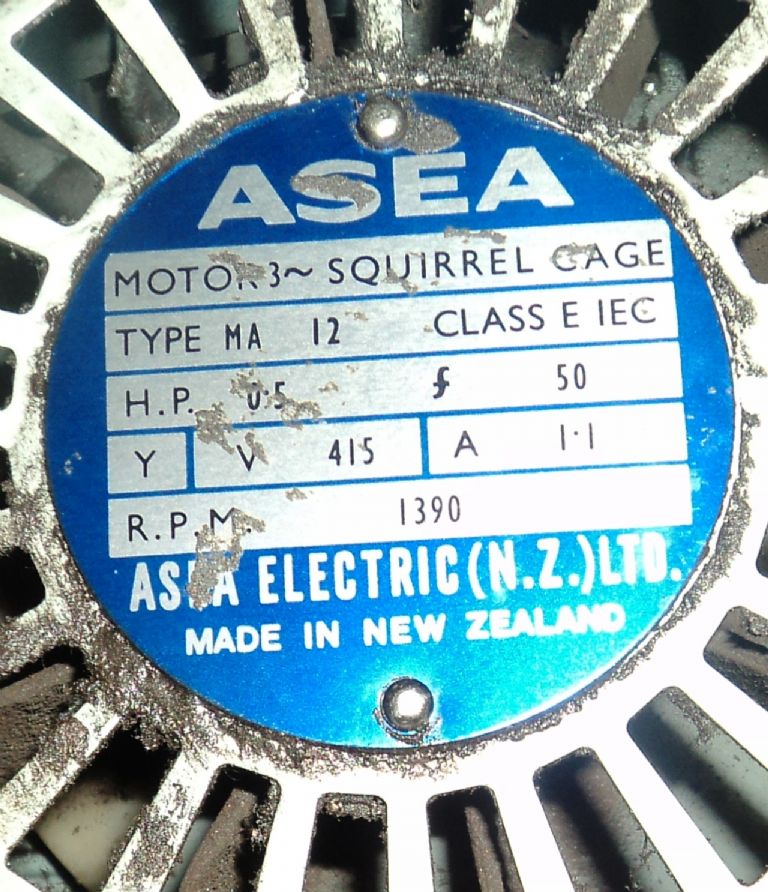 ASEA
MOTOR 3~ SQUIRREL CAGE
TYPE MA 12 CLASS E IEC
H.P. 0.5 f 50
Y V 415 A 1·1
R.P.M. 1390
ASEA ELECTRIC (N.Z.) LTD.
MADE IN NEW ZEALAND